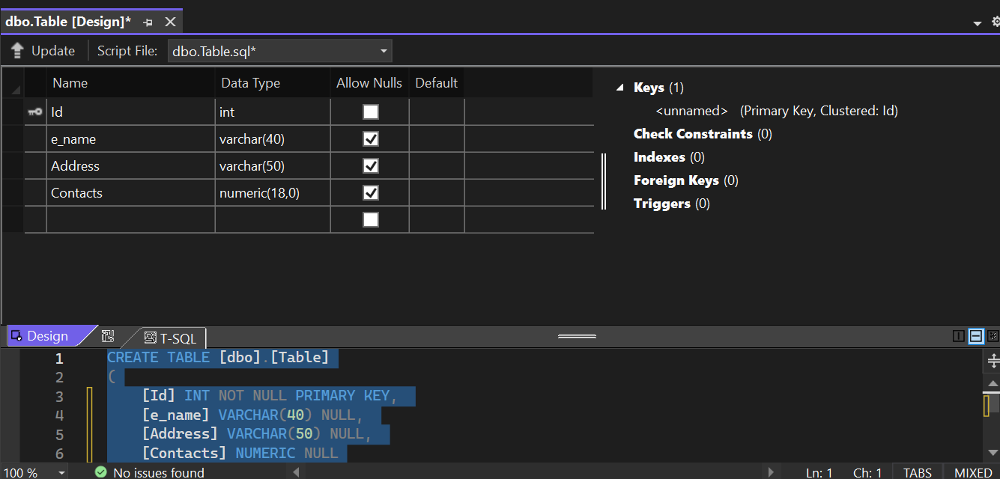 dbo.Table [Design]*
Update Script File: dbo.Table.sql*
Name Data Type Allow Nulls Default
Id int
e_name varchar(40)
Address varchar(50)
Contacts numeric(18,0)
Keys (1)
<unnamed> (Primary Key, Clustered: Id)
Check Constraints (0)
Indexes (0)
Foreign Keys (0)
Triggers (0)
Design T-SQL
1 CREATE TABLE [dbo].[Table]
2 (
3 [Id] INT NOT NULL PRIMARY KEY,
4 [e_name] VARCHAR(40) NULL,
5 [Address] VARCHAR(50) NULL,
6 [Contacts] NUMERIC NULL
100 % No issues found Ln: 1 Ch: 1 TABS MIXED